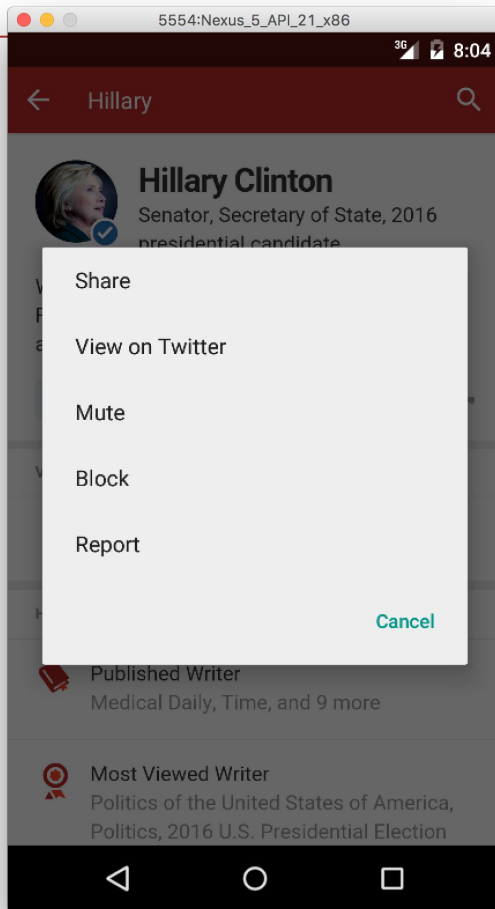 5554:Nexus_5_API_21_x86
3G 8:04
Hillary
Hillary Clinton
Senator, Secretary of State, 2016
presidential candidate
Share
View on Twitter
Mute
Block
Report
Cancel
Published Writer
Medical Daily, Time, and 9 more
Most Viewed Writer
Politics of the United States of America,
Politics, 2016 U.S. Presidential Election